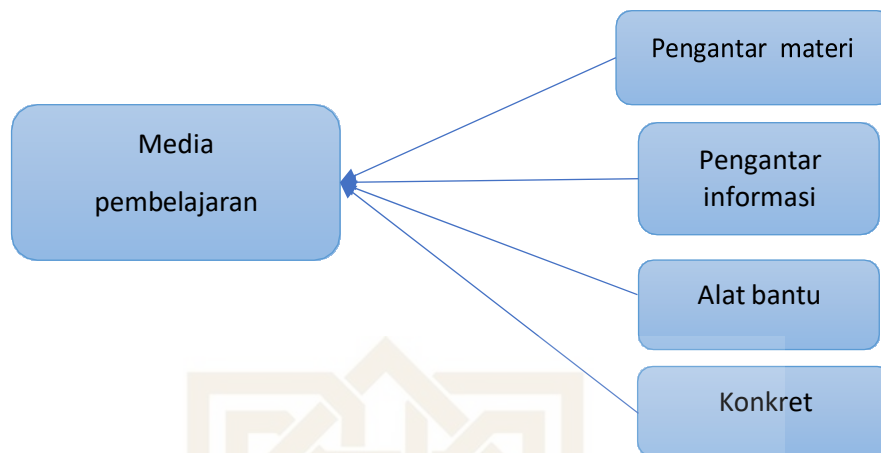 Media
pembelajaran
Pengantar materi
Pengantar
informasi
Alat bantu
Konkret